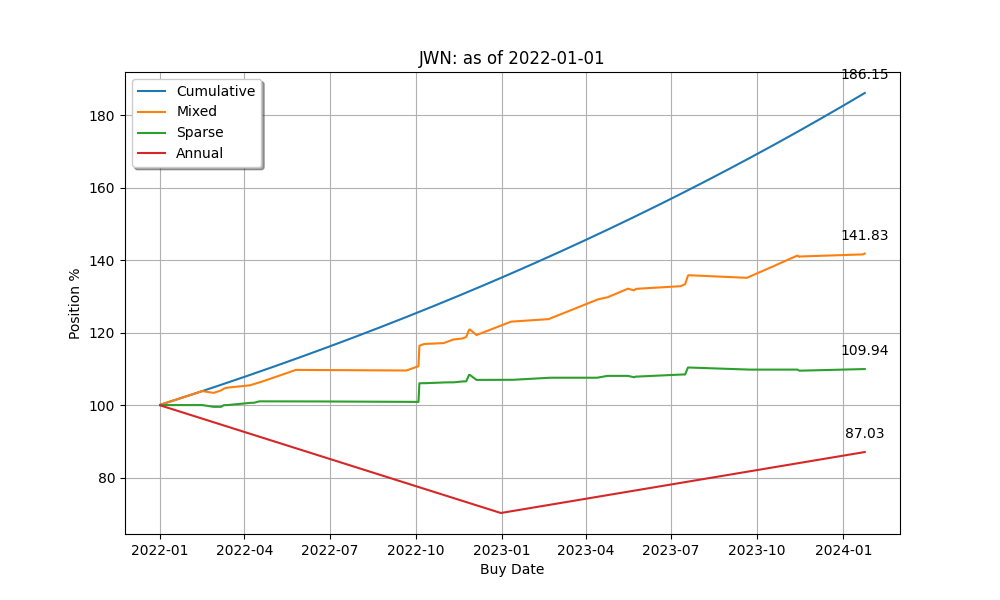 JWN: as of 2022-01-01
186.15
Cumulative
Mixed
Sparse
Annual
180
160
141.83
140
120
109.94
100
87.03
80
Position %
2022-01 2022-04 2022-07 2022-10 2023-01 2023-04 2023-07 2023-10 2024-01
Buy Date